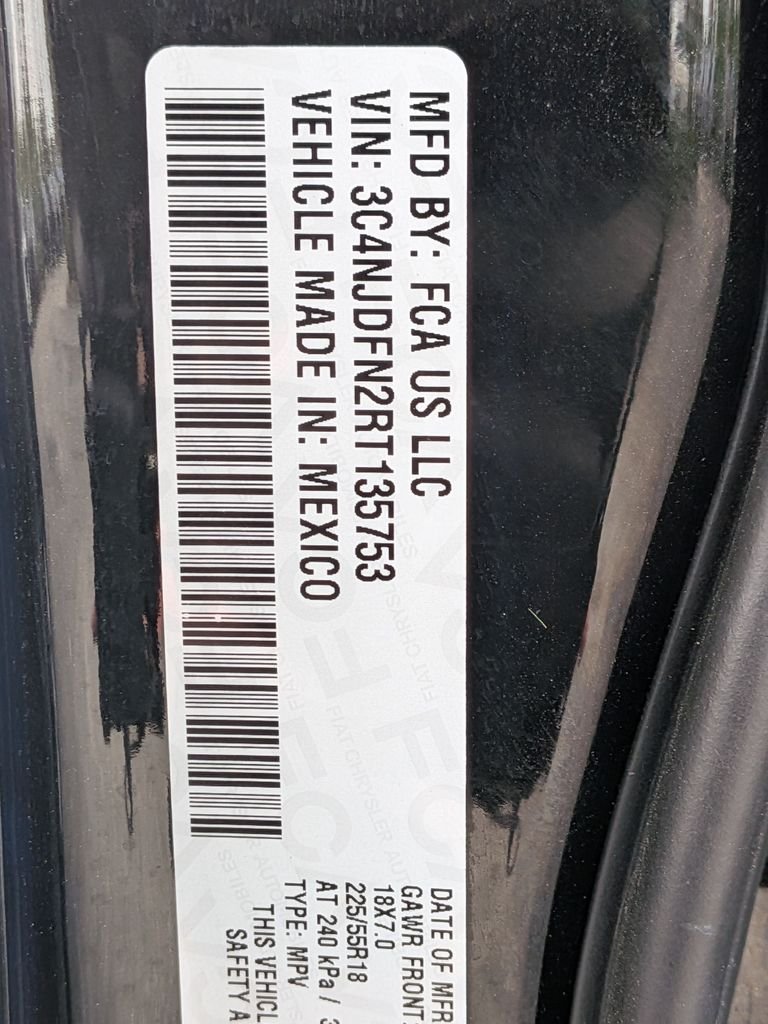 MFD BY: FCA US LLC
VIN: 3C4NJDFN2RT135753
VEHICLE MADE IN: MEXICO
DATE OF MFR
GAWR FRONT:
18X7.0
225/55R18
AT 240 kPa / 3
TYPE: MPV
THIS VEHICL
SAFETY A